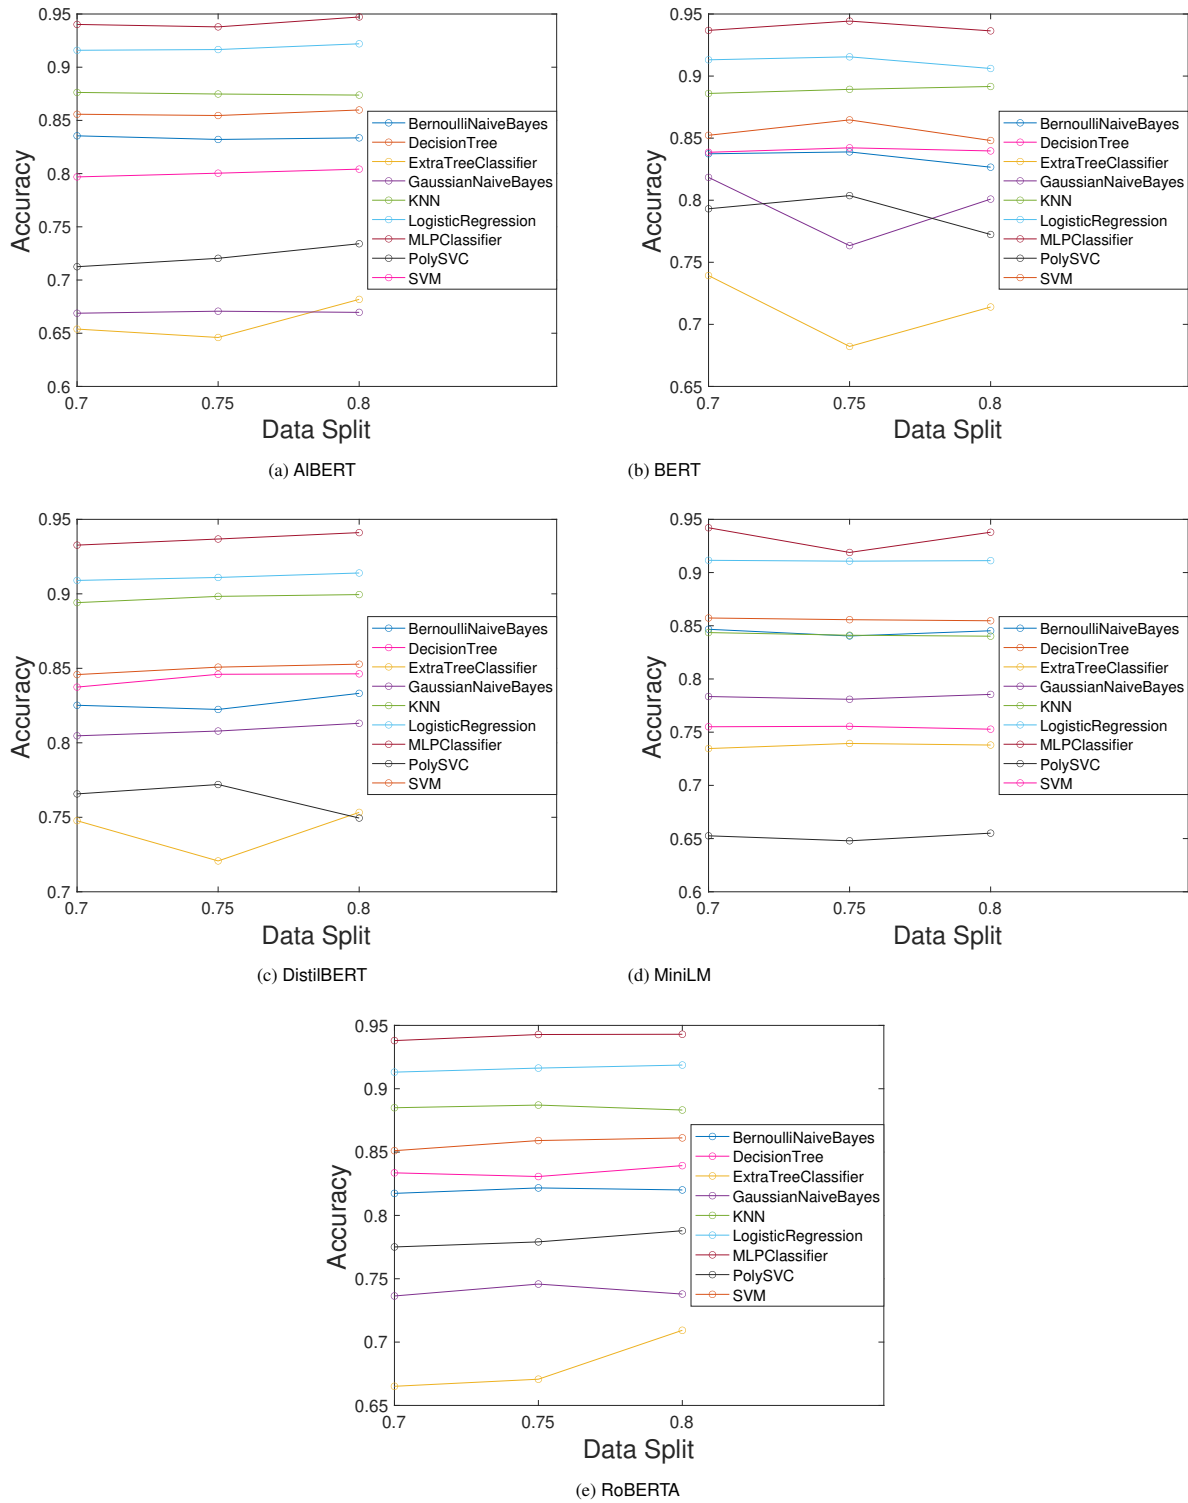 0.95
0.9
0.85
0.8
0.75
0.7
0.65
0.6
Accuracy
0.7 0.75 0.8
Data Split
BernoulliNaiveBayes
DecisionTree
ExtraTreeClassifier
GaussianNaiveBayes
KNN
LogisticRegression
MLPClassifier
PolySVC
SVM
(a) AlBERT
0.95
0.9
0.85
0.8
0.75
0.7
0.65
Accuracy
0.7 0.75 0.8
Data Split
BernoulliNaiveBayes
DecisionTree
ExtraTreeClassifier
GaussianNaiveBayes
KNN
LogisticRegression
MLPClassifier
PolySVC
SVM
(b) BERT
0.95
0.9
0.85
0.8
0.75
0.7
Accuracy
0.7 0.75 0.8
Data Split
BernoulliNaiveBayes
DecisionTree
ExtraTreeClassifier
GaussianNaiveBayes
KNN
LogisticRegression
MLPClassifier
PolySVC
SVM
(c) DistilBERT
0.95
0.9
0.85
0.8
0.75
0.7
0.65
0.6
Accuracy
0.7 0.75 0.8
Data Split
BernoulliNaiveBayes
DecisionTree
ExtraTreeClassifier
GaussianNaiveBayes
KNN
LogisticRegression
MLPClassifier
PolySVC
SVM
(d) MiniLM
0.95
0.9
0.85
0.8
0.75
0.7
0.65
Accuracy
0.7 0.75 0.8
Data Split
BernoulliNaiveBayes
DecisionTree
ExtraTreeClassifier
GaussianNaiveBayes
KNN
LogisticRegression
MLPClassifier
PolySVC
SVM
(e) RoBERTA